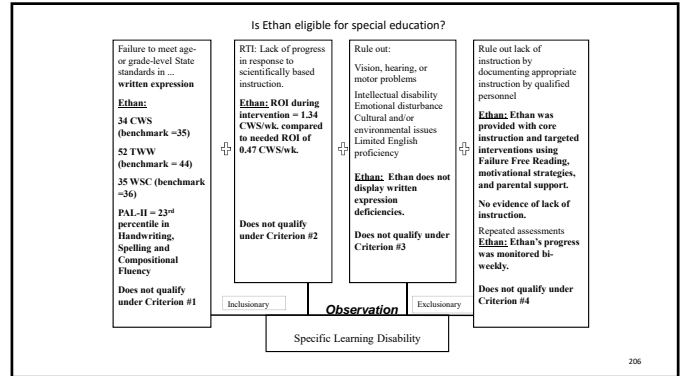 Is Ethan eligible for special education?
Failure to meet age-
or grade-level State
standards in ...
written expression
Ethan:
34 CWS
(benchmark =35)
52 TWW
(benchmark = 44)
35 WSC (benchmark
=36)
PAL-II = 23rd
percentile in
Handwriting,
Spelling and
Compositional
Fluency
Does not qualify
under Criterion #1
RTI: Lack of progress
in response to
scientifically based
instruction.
Ethan: ROI during
intervention = 1.34
CWS/wk. compared
to needed ROI of
0.47 CWS/wk.
Does not qualify
under Criterion #2
Rule out:
Vision, hearing, or
motor problems
Intellectual disability
Emotional disturbance
Cultural and/or
environmental issues
Limited English
proficiency
Ethan: Ethan does not
display written
expression
deficiencies.
Does not qualify under
Criterion #3
Rule out lack of
instruction by
documenting appropriate
instruction by qualified
personnel
Ethan: Ethan was
provided with core
instruction and targeted
interventions using
Failure Free Reading,
motivational strategies,
and parental support.
No evidence of lack of
instruction.
Repeated assessments
Ethan: Ethan's progress
was monitored bi-
weekly.
Does not qualify under
Criterion #4
Inclusionary
Observation
Exclusionary
Specific Learning Disability
206